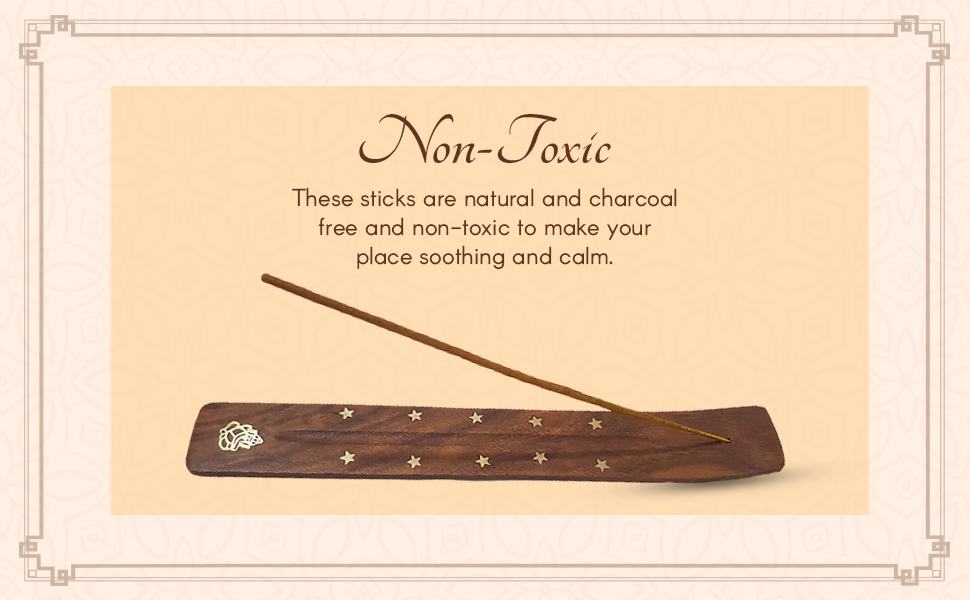 Non-Toxic
These sticks are natural and charcoal
free and non-toxic to make your
place soothing and calm.